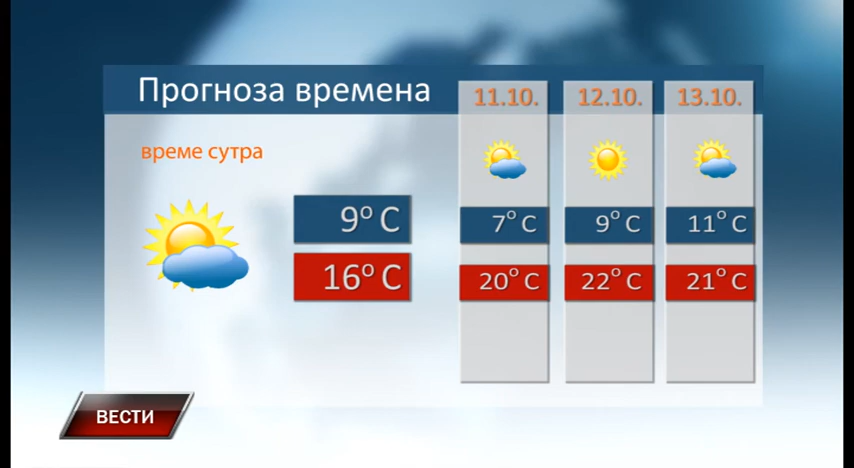 Прогноза времена
време сутра
9° C
16° C
11.10.
12.10.
13.10.
7° C
9° C
11° C
20° C
22° C
21° C
ВЕСТИ